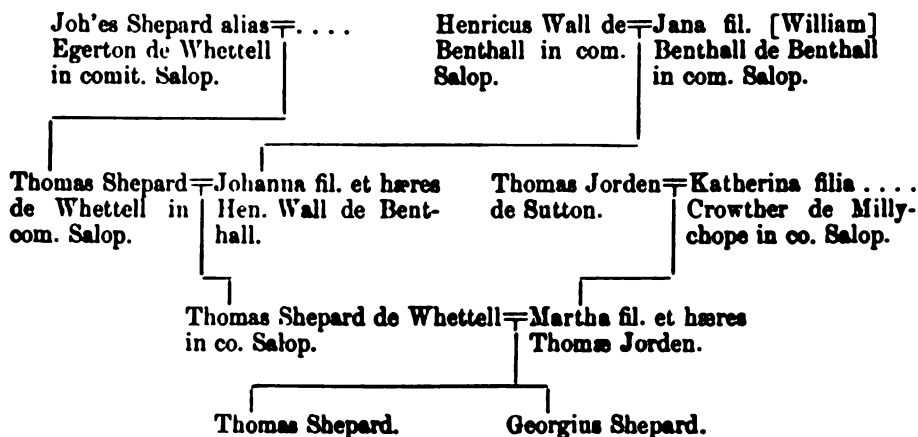 Joh'es Shepard alias=. . . .
Egerton de Whettell
in comit. Salop.
Henricus Wall de=Jana fil. [William]
Benthall in com. Benthall de Benthall
Salop. in com. Salop.
Thomas Shepard=Johanna fil. et hæres
de Whettell in Hen. Wall de Bent-
com. Salop. hall.
Thomas Jorden=Katherina filia . . . .
de Sutton. Crowther de Milly-
chope in co. Salop.
Thomas Shepard de Whettell=Martha fil. et hæres
in co. Salop. Thomæ Jorden.
Thomas Shepard. Georgius Shepard.